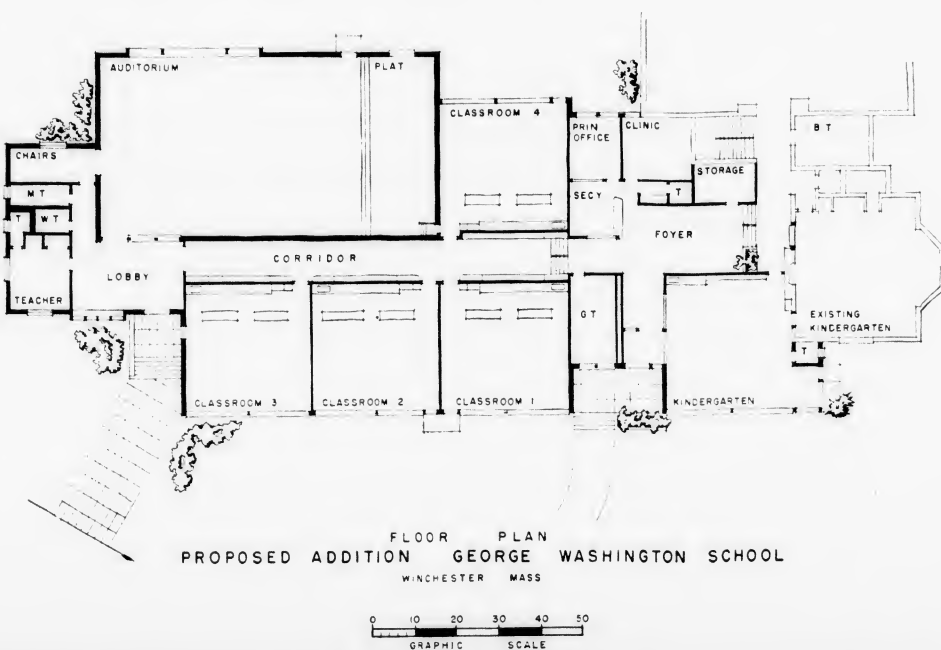 AUDITORIUM
PLAT
CLASSROOM 4
PRIN
OFFICE
CLINIC
B T
CHAIRS
M T
STORAGE
T
SECY
T
W T
FOYER
CORRIDOR
LOBBY
TEACHER
G T
EXISTING
KINDERGARTEN
T
CLASSROOM 3
CLASSROOM 2
CLASSROOM 1
KINDERGARTEN
FLOOR PLAN
PROPOSED ADDITION GEORGE WASHINGTON SCHOOL
WINCHESTER MASS
0 10 20 30 40 50
GRAPHIC SCALE